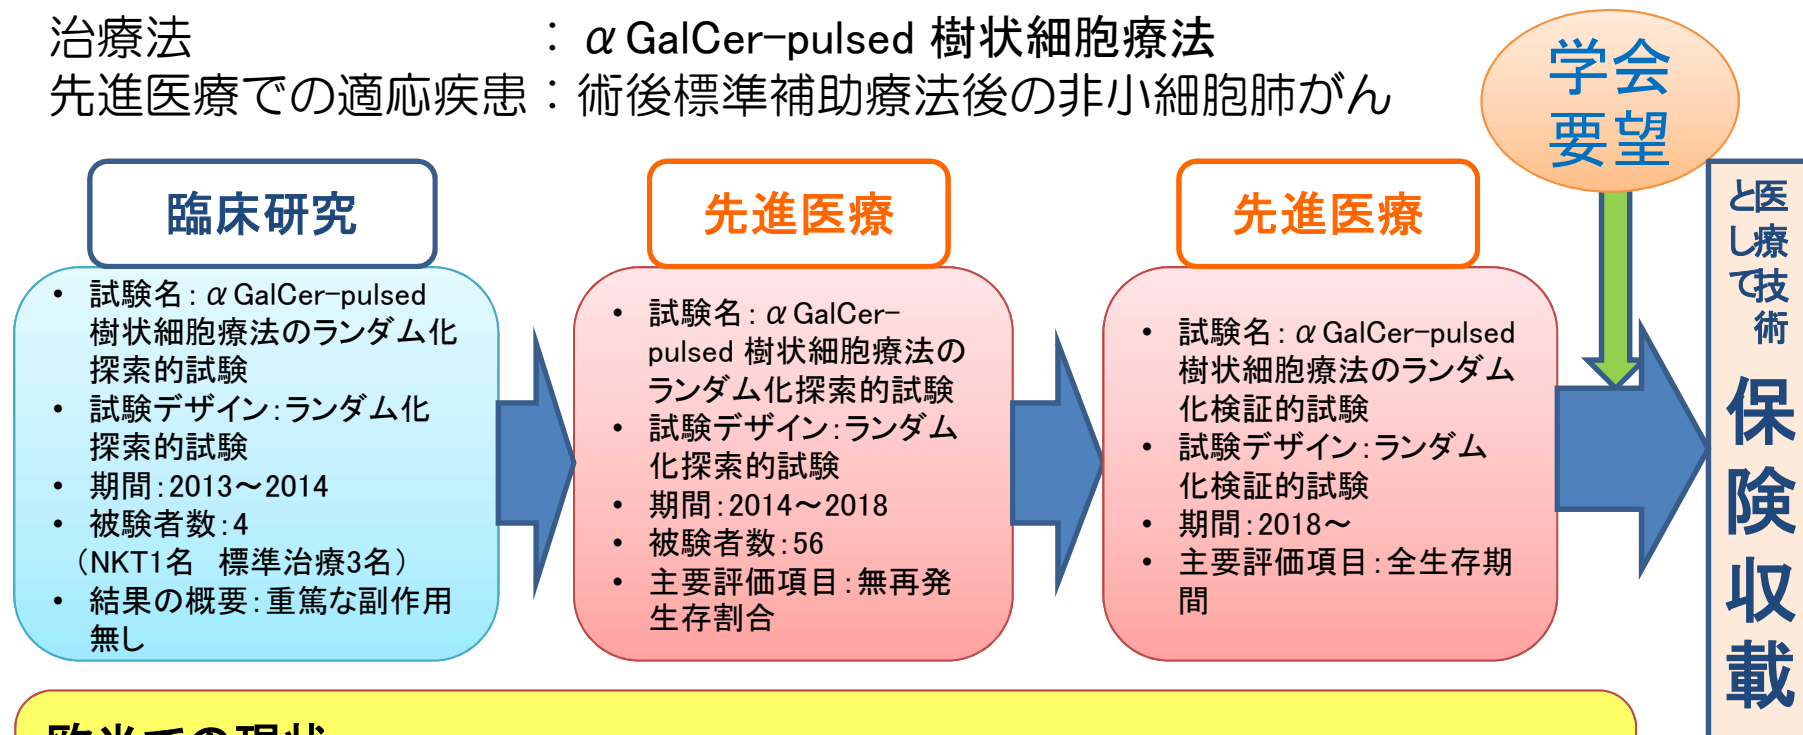 治療法　　　　　　　　：αGalCer-pulsed 樹状細胞療法
先進医療での適応疾患：術後標準補助療法後の非小細胞肺がん
学会
要望
臨床研究
• 試験名：αGalCer-pulsed
樹状細胞療法のランダム化
探索的試験
• 試験デザイン：ランダム化
探索的試験
• 期間：2013～2014
• 被験者数：4
（NKT1名　標準治療3名）
• 結果の概要：重篤な副作用
無し
先進医療
• 試験名：αGalCer-
pulsed 樹状細胞療法の
ランダム化探索的試験
• 試験デザイン：ランダム
化探索的試験
• 期間：2014～2018
• 被験者数：56
• 主要評価項目：無再発
生存割合
先進医療
• 試験名：αGalCer-pulsed
樹状細胞療法のランダム
化検証的試験
• 試験デザイン：ランダム
化検証的試験
• 期間：2018～
• 主要評価項目：全生存期
間
医療技術
として
保険収載